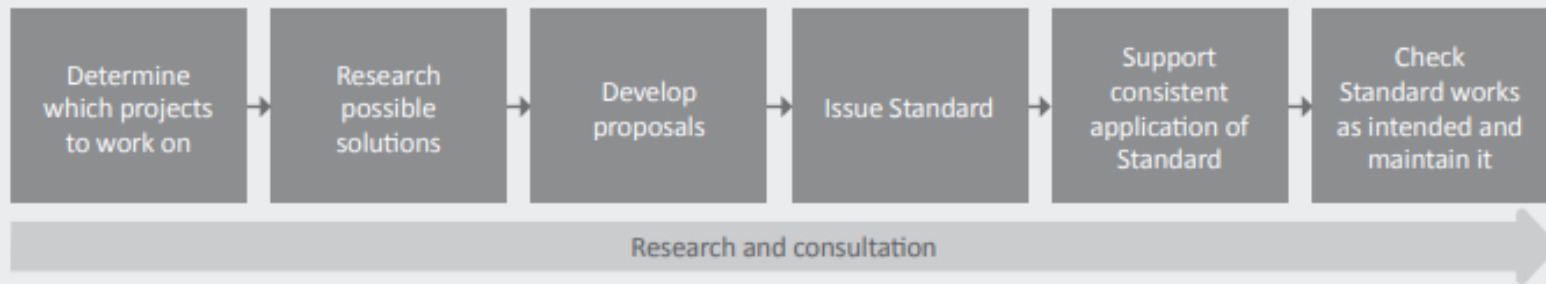 Determine
which projects
to work on
Research
possible
solutions
Develop
proposals
Issue Standard
Support
consistent
application of
Standard
Check
Standard works
as intended and
maintain it
Research and consultation